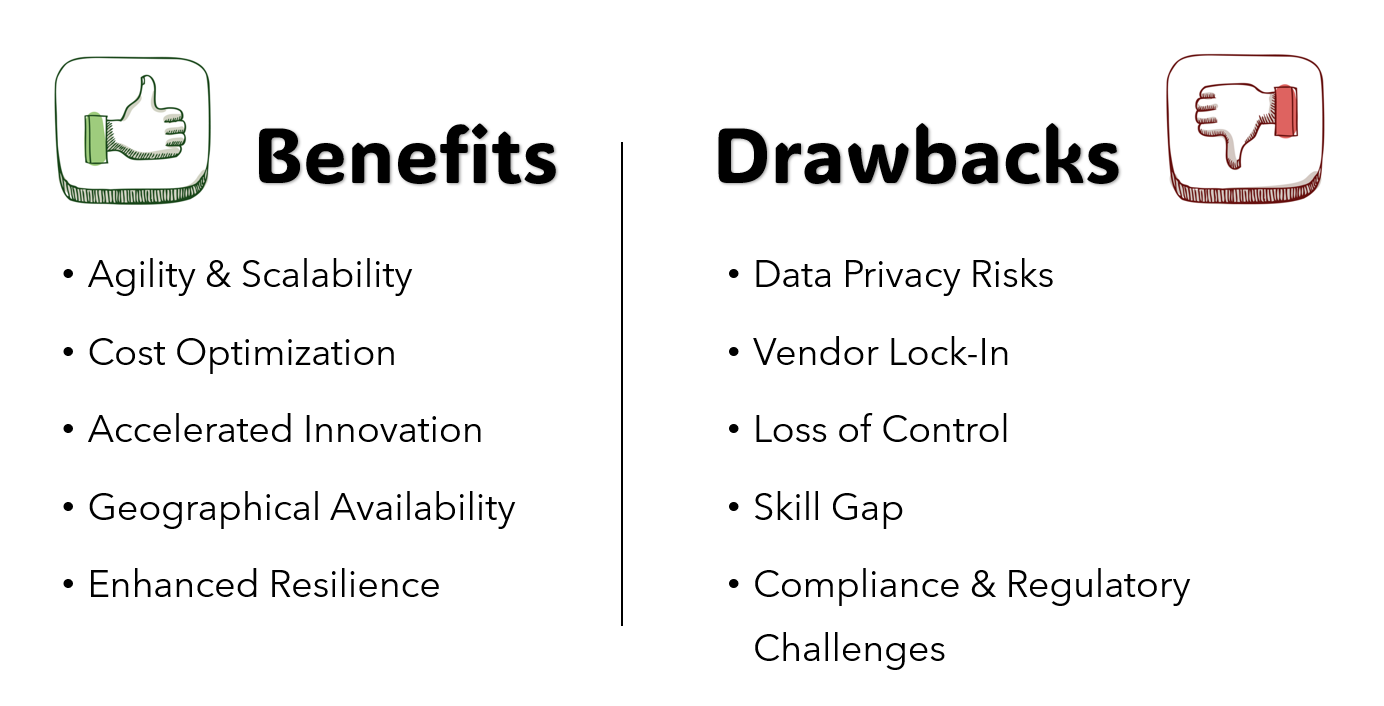 Benefits
• Agility & Scalability
• Cost Optimization
• Accelerated Innovation
• Geographical Availability
• Enhanced Resilience
Drawbacks
• Data Privacy Risks
• Vendor Lock-In
• Loss of Control
• Skill Gap
• Compliance & Regulatory
Challenges